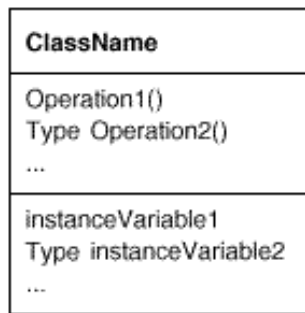 ClassName
Operation1()
Type Operation2()
...
instanceVariable1
Type instanceVariable2
...